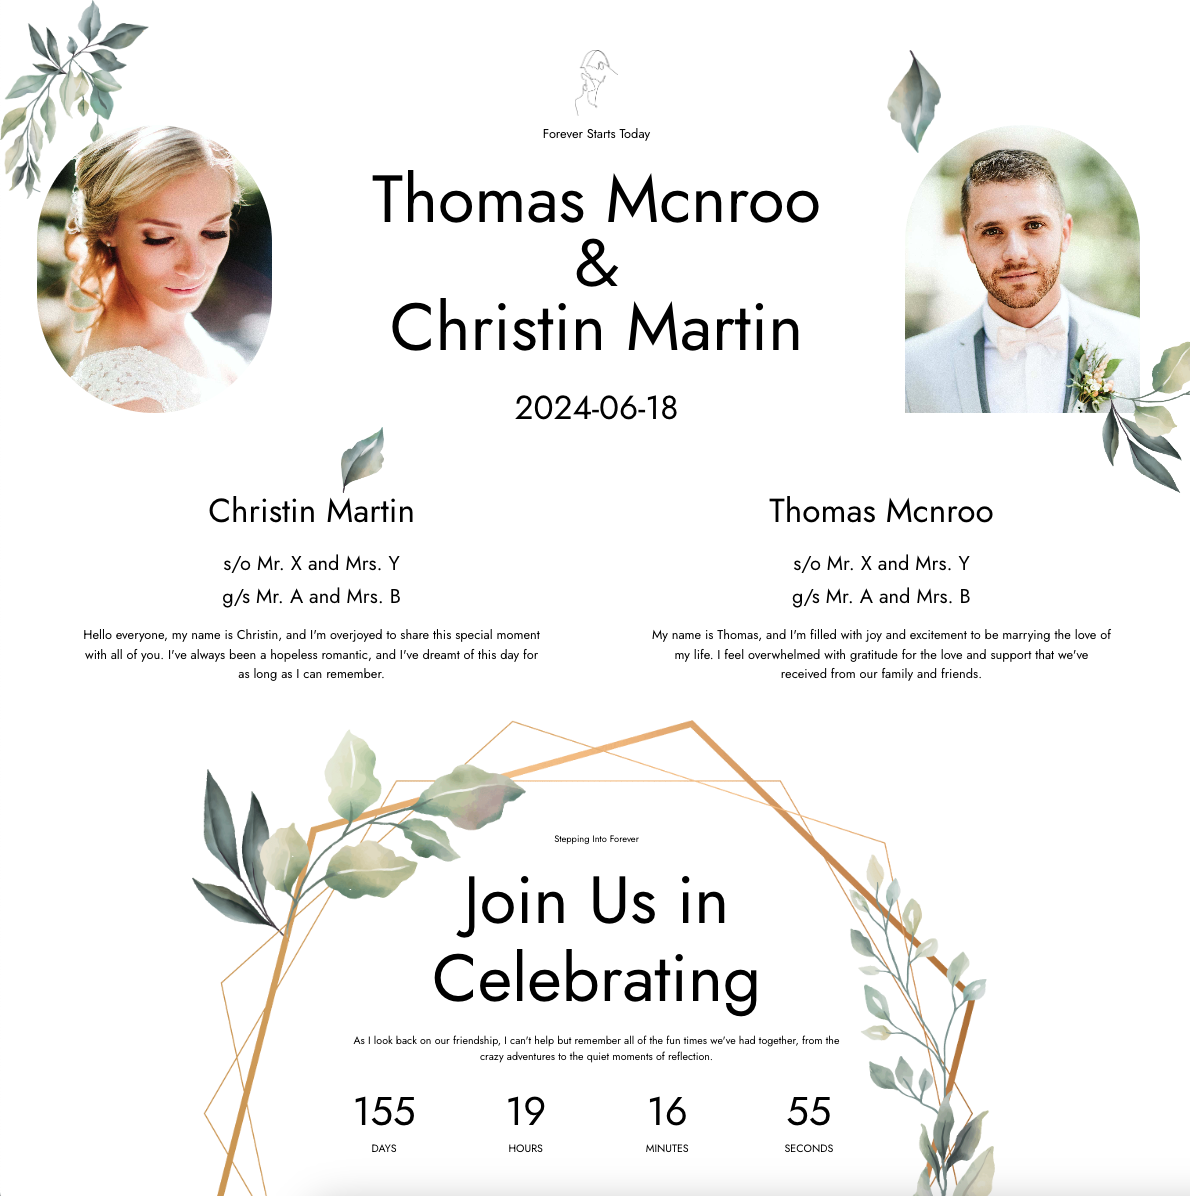 Forever Starts Today
Thomas Mcnroo
&
Christin Martin
2024-06-18
Christin Martin
s/o Mr. X and Mrs. Y
g/s Mr. A and Mrs. B
Hello everyone, my name is Christin, and I'm overjoyed to share this special moment
with all of you. I've always been a hopeless romantic, and I've dreamt of this day for
as long as I can remember.
Thomas Mcnroo
s/o Mr. X and Mrs. Y
g/s Mr. A and Mrs. B
My name is Thomas, and I'm filled with joy and excitement to be marrying the love of
my life. I feel overwhelmed with gratitude for the love and support that we've
received from our family and friends.
Stepping Into Forever
Join Us in
Celebrating
As I look back on our friendship, I can't help but remember all of the fun times we've had together, from the
crazy adventures to the quiet moments of reflection.
155 19 16 55
DAYS HOURS MINUTES SECONDS